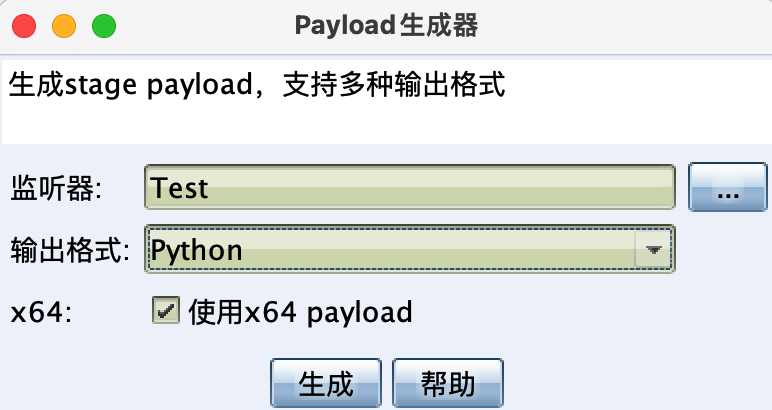 Payload生成器
生成stage payload，支持多种输出格式
监听器: Test ...
输出格式: Python
x64: 使用x64 payload
生成 帮助